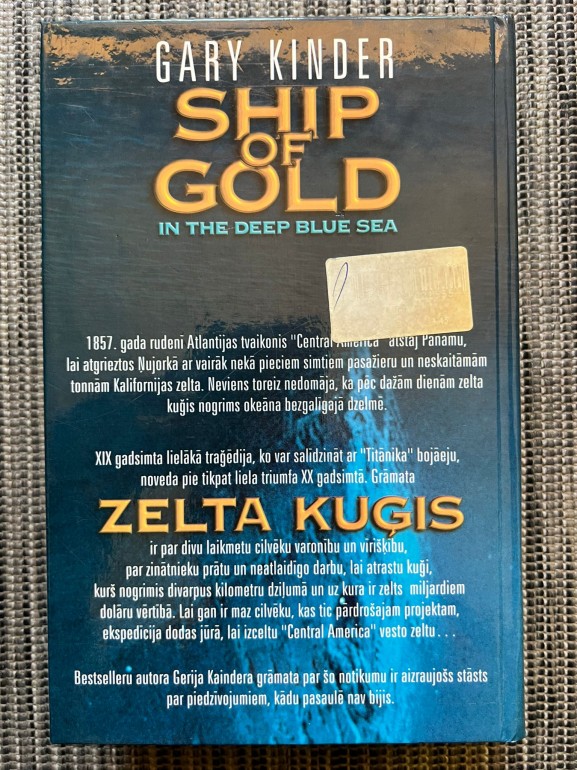 GARY KINDER
SHIP
OF
GOLD
IN THE DEEP BLUE SEA
1857. gada rudenī Atlantijas tvaikonis "Central America" atstāj Panamu,
lai atgrieztos Ņujorkā ar vairāk nekā pieciem simtiem pasažieru un neskaitāmām
tonnām Kalifornijas zelta. Neviens toreiz nedomāja, ka pēc dažām dienām zelta
kuģis nogrims okeāna bezgalīgajā dzelmē.
XIX gadsimta lielākā traģēdija, ko var salīdzināt ar "Titānika" bojāeju,
noveda pie tikpat liela triumfa XX gadsimtā. Grāmata
ZELTA KUĢIS
ir par divu laikmetu cilvēku varonību un vīrišķību,
par zinātnieku prātu un neatlaidīgo darbu, lai atrastu kuģi,
kurš nogrimis divarpus kilometru dziļumā un uz kura ir zelts miljardiem
dolāru vērtībā. Lai gan ir maz cilvēku, kas tic pārdrošajam projektam,
ekspedīcija dodas jūrā, lai izceltu "Central America" vesto zeltu...
Bestselleru autora Gerija Kaindera grāmata par šo notikumu ir aizraujošs stāsts
par piedzīvojumiem, kādu pasaulē nav bijis.